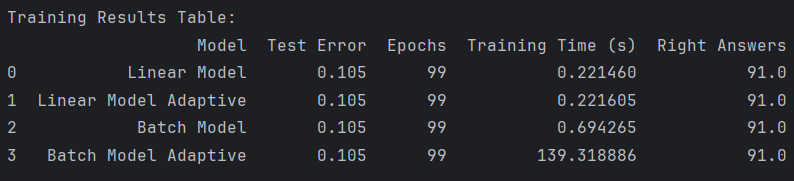 Training Results Table:
Model Test Error Epochs Training Time (s) Right Answers
0 Linear Model 0.105 99 0.221460 91.0
1 Linear Model Adaptive 0.105 99 0.221605 91.0
2 Batch Model 0.105 99 0.694265 91.0
3 Batch Model Adaptive 0.105 99 139.318886 91.0